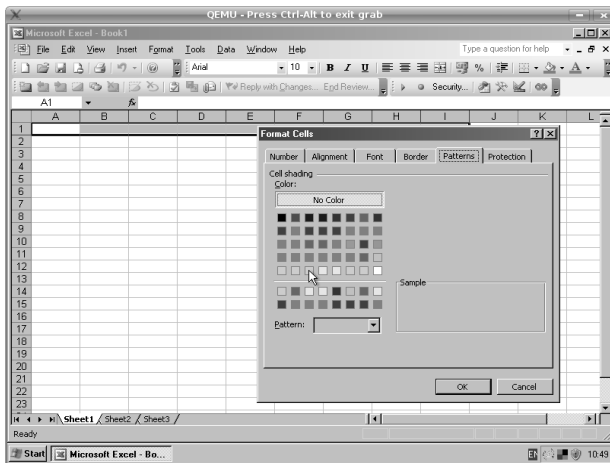 QEMU - Press Ctrl-Alt to exit grab
Microsoft Excel - Book1
File Edit View Insert Format Tools Data Window Help Type a question for help
Arial 10 B I U
Reply with Changes... End Review... Security...
A1 fx
A B C D E F G H I J K L
Format Cells
Number Alignment Font Border Patterns Protection
Cell shading
Color:
No Color
Sample
Pattern:
OK Cancel
1
2
3
4
5
6
7
8
9
10
11
12
13
14
15
16
17
18
19
20
21
22
23
Sheet1 Sheet2 Sheet3
Ready
Start Microsoft Excel - Bo... EN 10:49